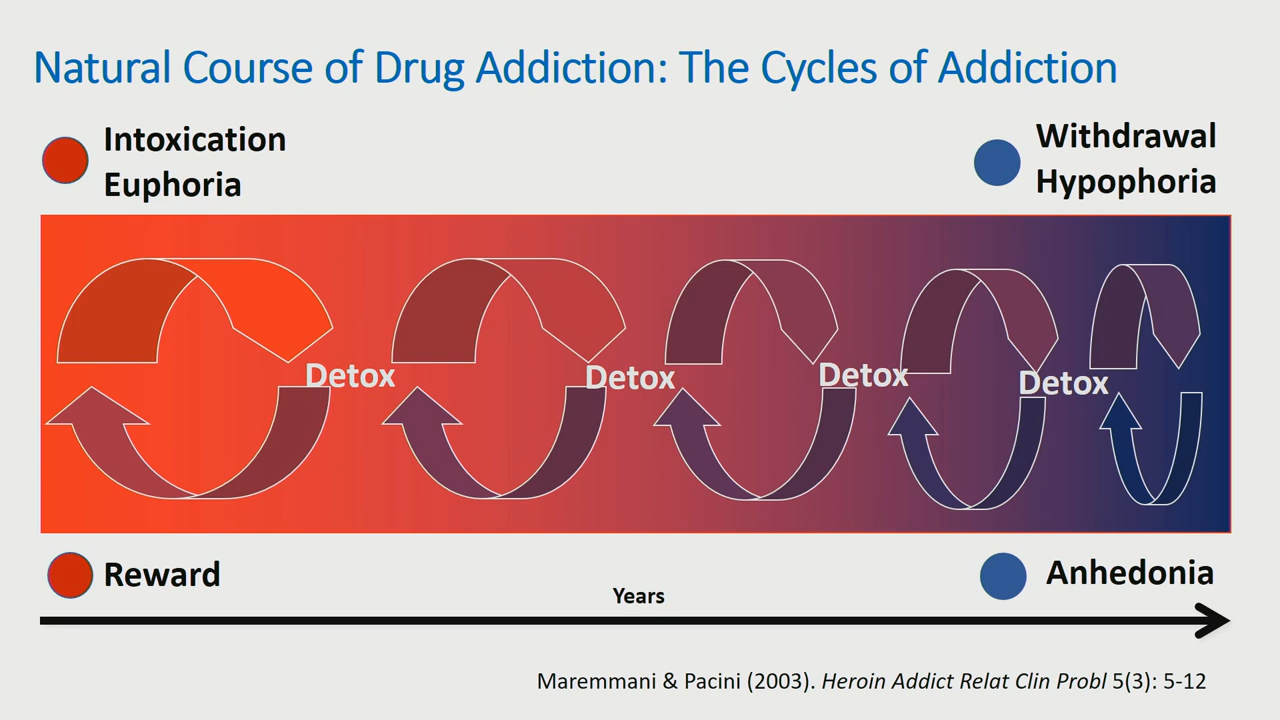 Natural Course of Drug Addiction: The Cycles of Addiction
Intoxication
Euphoria
Withdrawal
Hypophoria
Detox
Detox
Detox
Detox
Reward
Anhedonia
Years
Maremmani & Pacini (2003). Heroin Addict Relat Clin Probl 5(3): 5-12